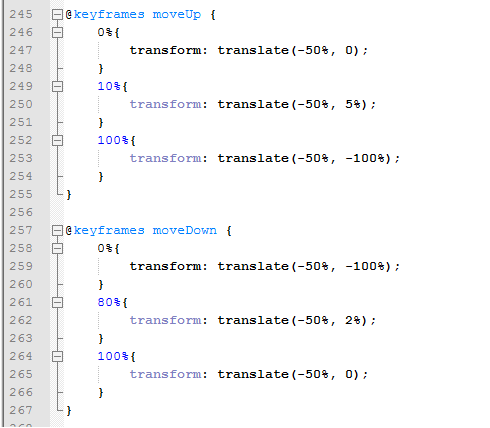 245 @keyframes moveUp {
246 0%{
247 transform: translate(-50%, 0);
248 }
249 10%{
250 transform: translate(-50%, 5%);
251 }
252 100%{
253 transform: translate(-50%, -100%);
254 }
255 }
256
257 @keyframes moveDown {
258 0%{
259 transform: translate(-50%, -100%);
260 }
261 80%{
262 transform: translate(-50%, 2%);
263 }
264 100%{
265 transform: translate(-50%, 0);
266 }
267 }